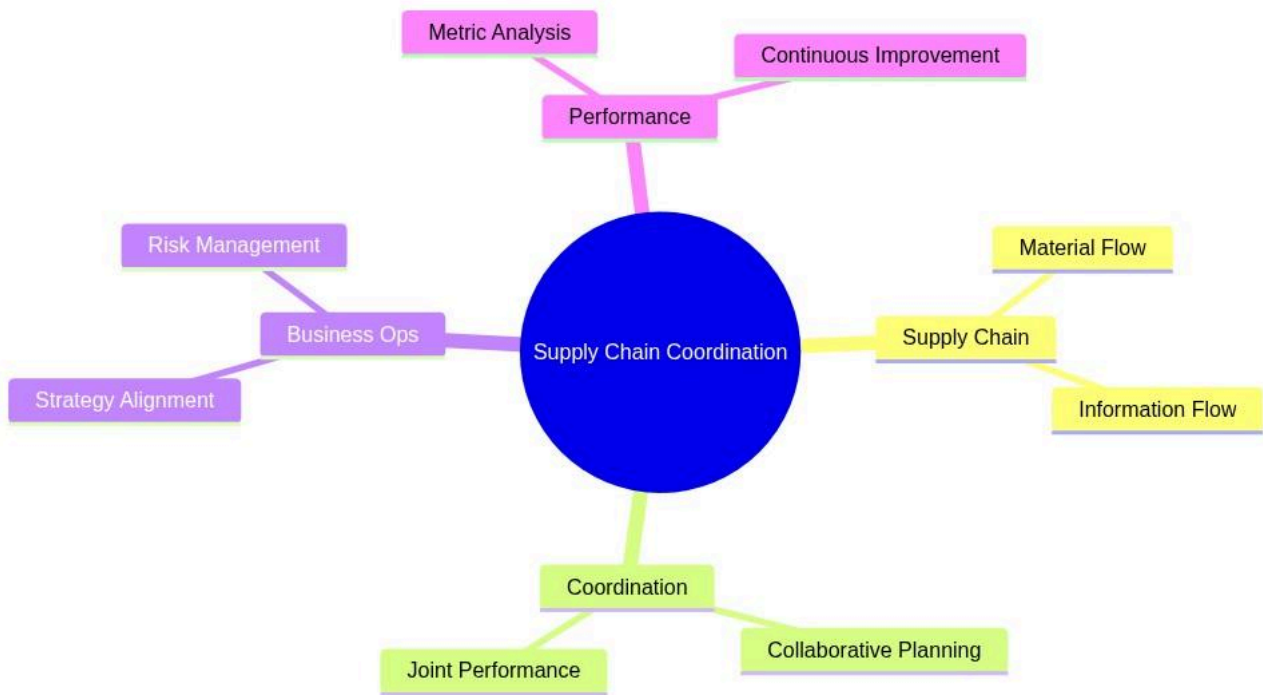 Metric Analysis
Continuous Improvement
Performance
Risk Management
Material Flow
Business Ops
Supply Chain Coordination
Supply Chain
Strategy Alignment
Information Flow
Coordination
Collaborative Planning
Joint Performance